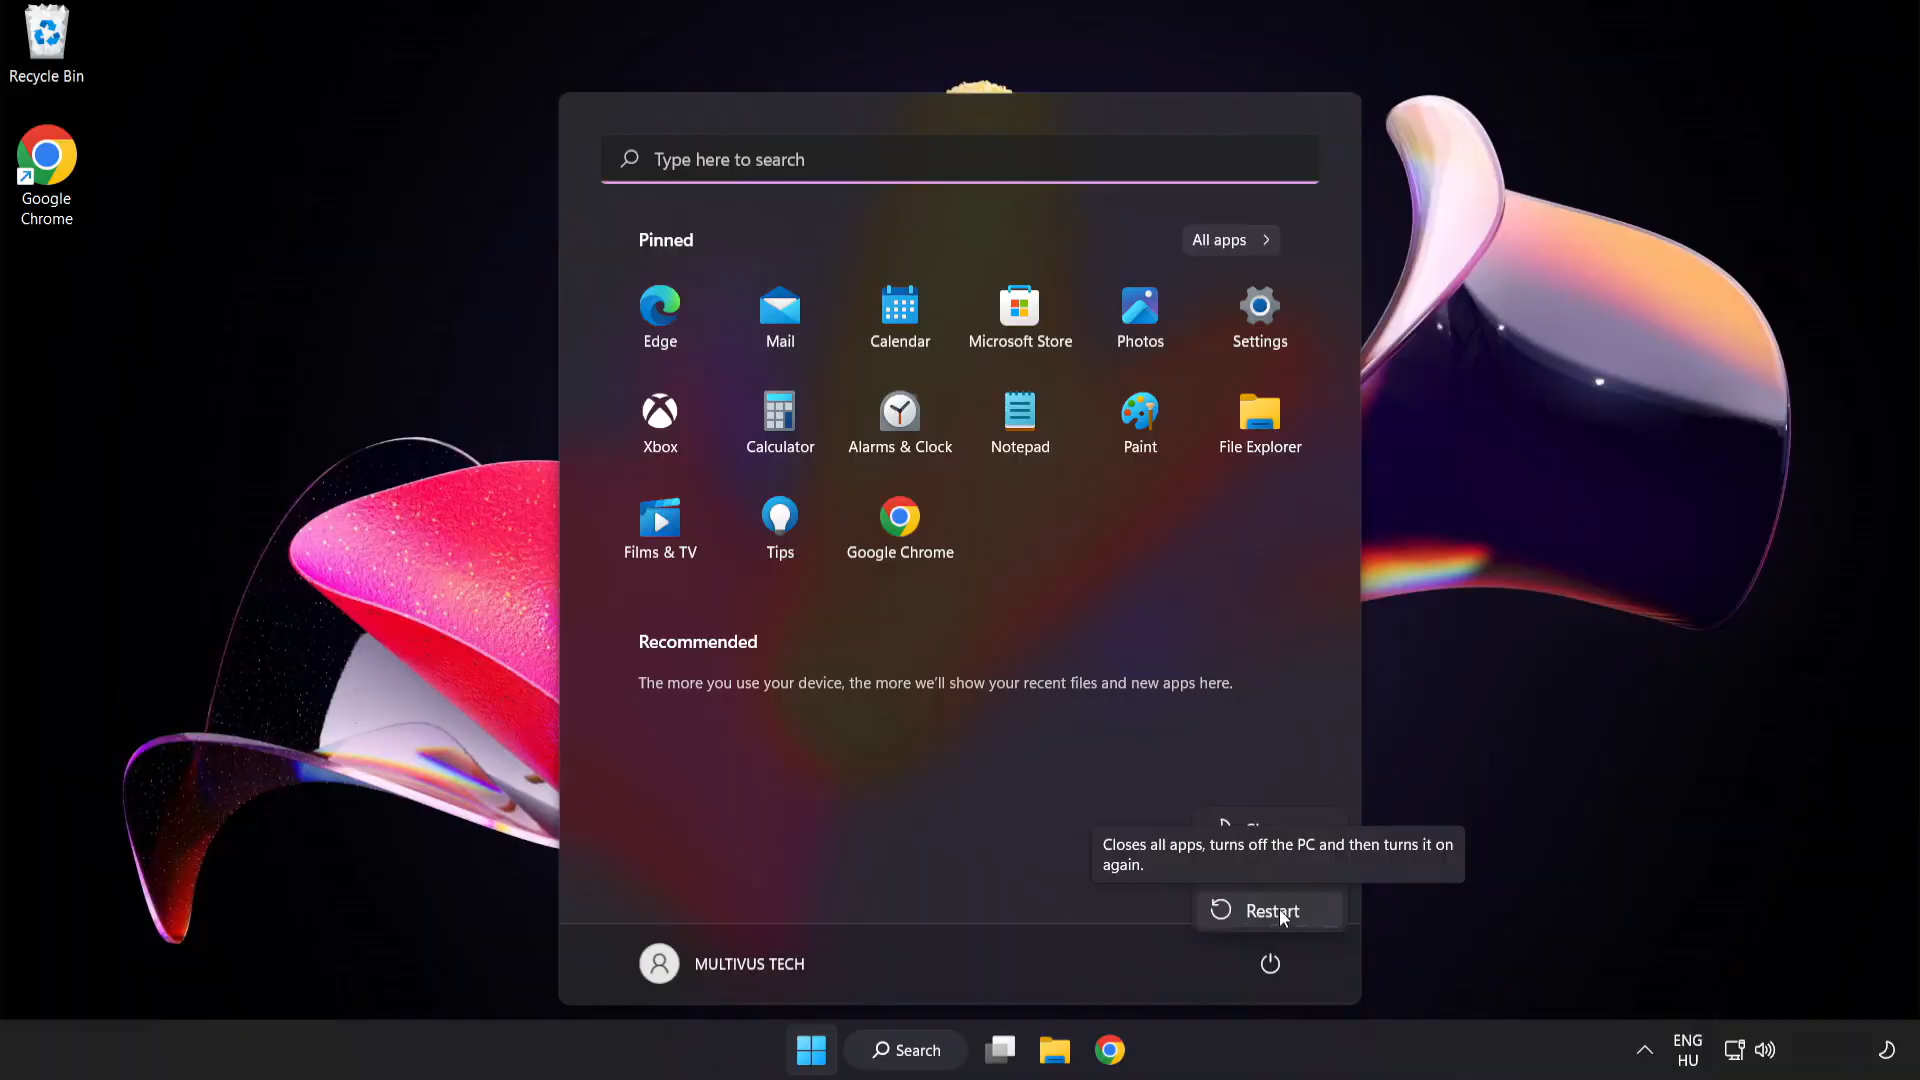 Recycle Bin
Google
Chrome
Type here to search
Pinned
All apps
Edge
Mail
Calendar
Microsoft Store
Photos
Settings
Xbox
Calculator
Alarms & Clock
Notepad
Paint
File Explorer
Films & TV
Tips
Google Chrome
Recommended
The more you use your device, the more we'll show your recent files and new apps here.
Closes all apps, turns off the PC and then turns it on
again.
Restart
MULTIVUS TECH
Search
ENG
HU